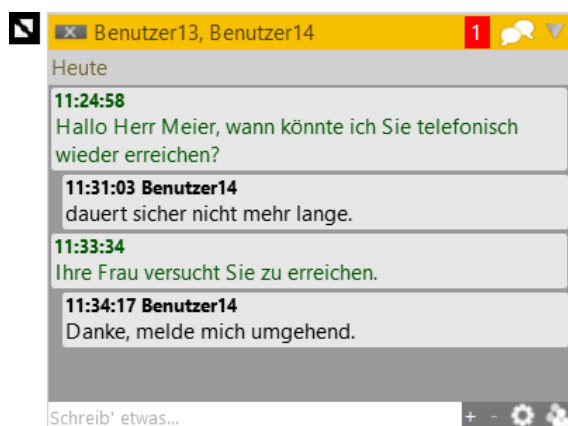 Benutzer13, Benutzer14
1
Heute
11:24:58
Hallo Herr Meier, wann könnte ich Sie telefonisch
wieder erreichen?
11:31:03 Benutzer14
dauert sicher nicht mehr lange.
11:33:34
Ihre Frau versucht Sie zu erreichen.
11:34:17 Benutzer14
Danke, melde mich umgehend.
Schreib' etwas...
+ -